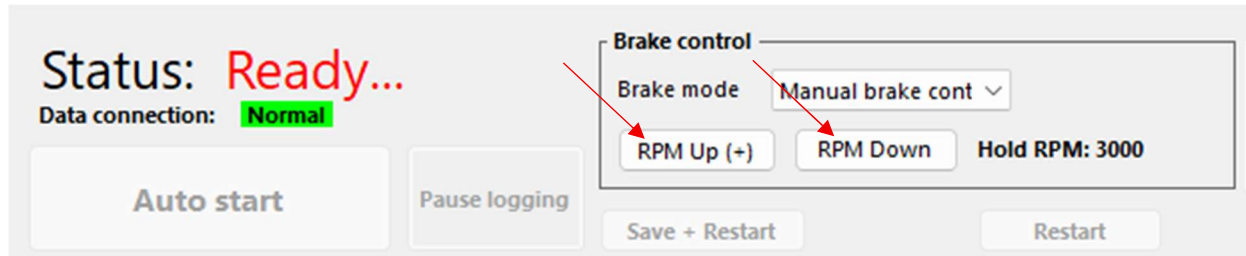 Status: Ready...
Data connection: Normal
Auto start
Pause logging
Brake control
Brake mode Manual brake cont
RPM Up (+) RPM Down Hold RPM: 3000
Save + Restart Restart